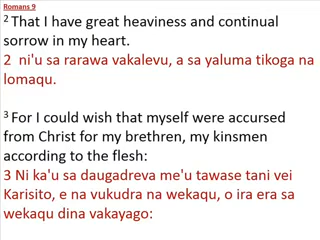 Romans 9
2 That I have great heaviness and continual
sorrow in my heart.
2 ni'u sa rarawa vakalevu, a sa yaluma tikoga na
lomaqu.
3 For I could wish that myself were accursed
from Christ for my brethren, my kinsmen
according to the flesh:
3 Ni ka'u sa daugadreva me'u tawase tani vei
Karisito, e na vukudra na wekaqu, o ira era sa
wekaqu dina vakayago: